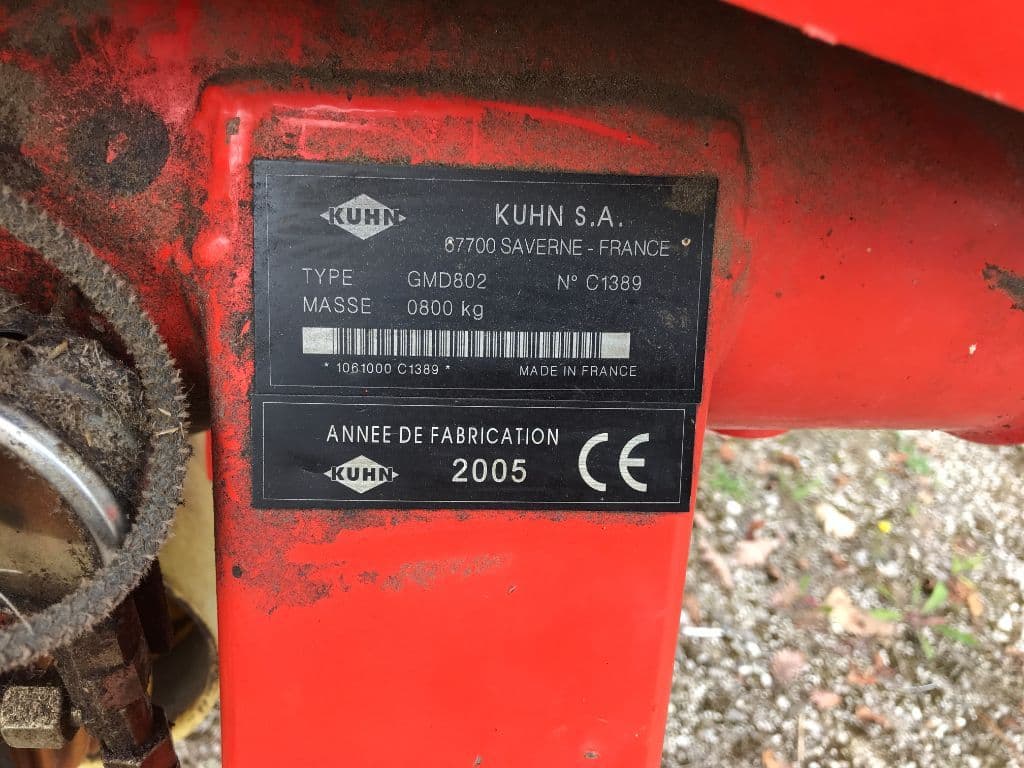 KUHN
KUHN S.A.
67700 SAVERNE - FRANCE
TYPE GMD802 N° C1389
MASSE 0800 kg
* 1061000 C1389 * MADE IN FRANCE
ANNEE DE FABRICATION
KUHN 2005 CE